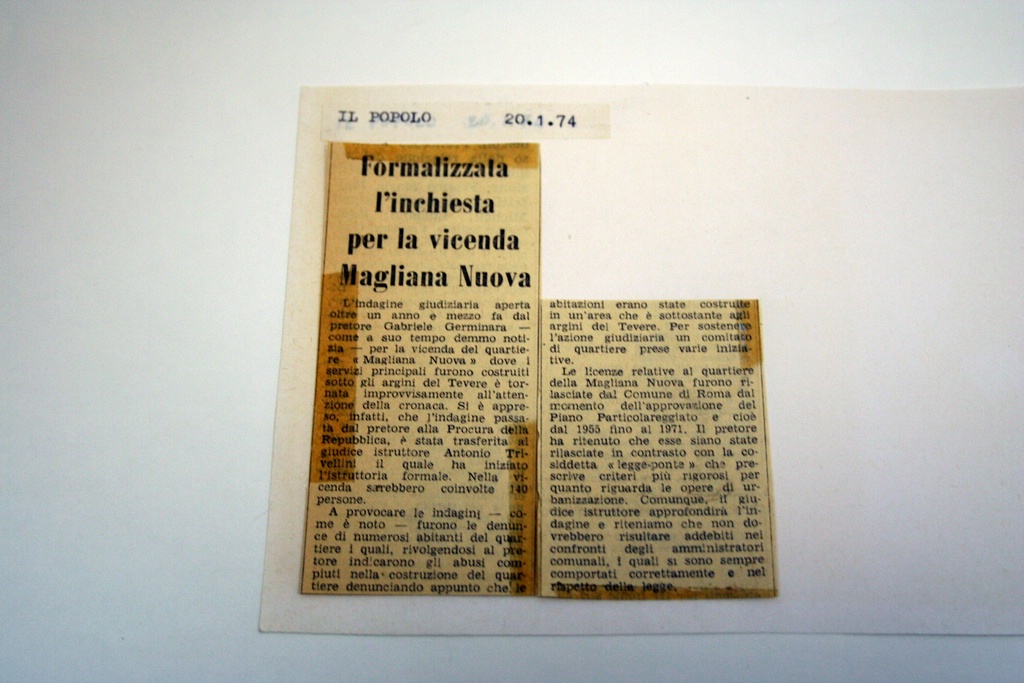 IL POPOLO 20.1.74
Formalizzata
l'inchiesta
per la vicenda
Magliana Nuova
L'indagine giudiziaria aperta
oltre un anno e mezzo fa dal
pretore Gabriele Germinara —
come a suo tempo demmo noti-
zia — per la vicenda del quartie-
re « Magliana Nuova » dove i
servizi principali furono costruiti
sotto gli argini del Tevere è tor-
nata improvvisamente all'atten-
zione della cronaca. Si è appre-
so, infatti, che l'indagine passa-
ta dal pretore alla Procura della
Repubblica, è stata trasferita al
giudice istruttore Antonio Tri-
vellini il quale ha iniziato
l'istruttoria formale. Nella vi-
cenda sarebbero coinvolte 140
persone.
A provocare le indagini — co-
me è noto — furono le denun-
ce di numerosi abitanti del quar-
tiere i quali, rivolgendosi al pre-
tore indicarono gli abusi com-
piuti nella costruzione del quar-
tiere denunciando appunto che le
abitazioni erano state costruite
in un'area che è sottostante agli
argini del Tevere. Per sostenere
l'azione giudiziaria un comitato
di quartiere prese varie inizia-
tive.
Le licenze relative al quartiere
della Magliana Nuova furono ri-
lasciate dal Comune di Roma dal
momento dell'approvazione del
Piano Particolareggiato e cioè
dal 1955 fino al 1971. Il pretore
ha ritenuto che esse siano state
rilasciate in contrasto con la co-
siddetta « legge-ponte » che pre-
scrive criteri più rigorosi per
quanto riguarda le opere di ur-
banizzazione. Comunque, il giu-
dice istruttore approfondirà l'in-
dagine e riteniamo che non do-
vrebbero risultare addebiti nei
confronti degli amministratori
comunali, i quali si sono sempre
comportati correttamente e nel
rispetto della legge.